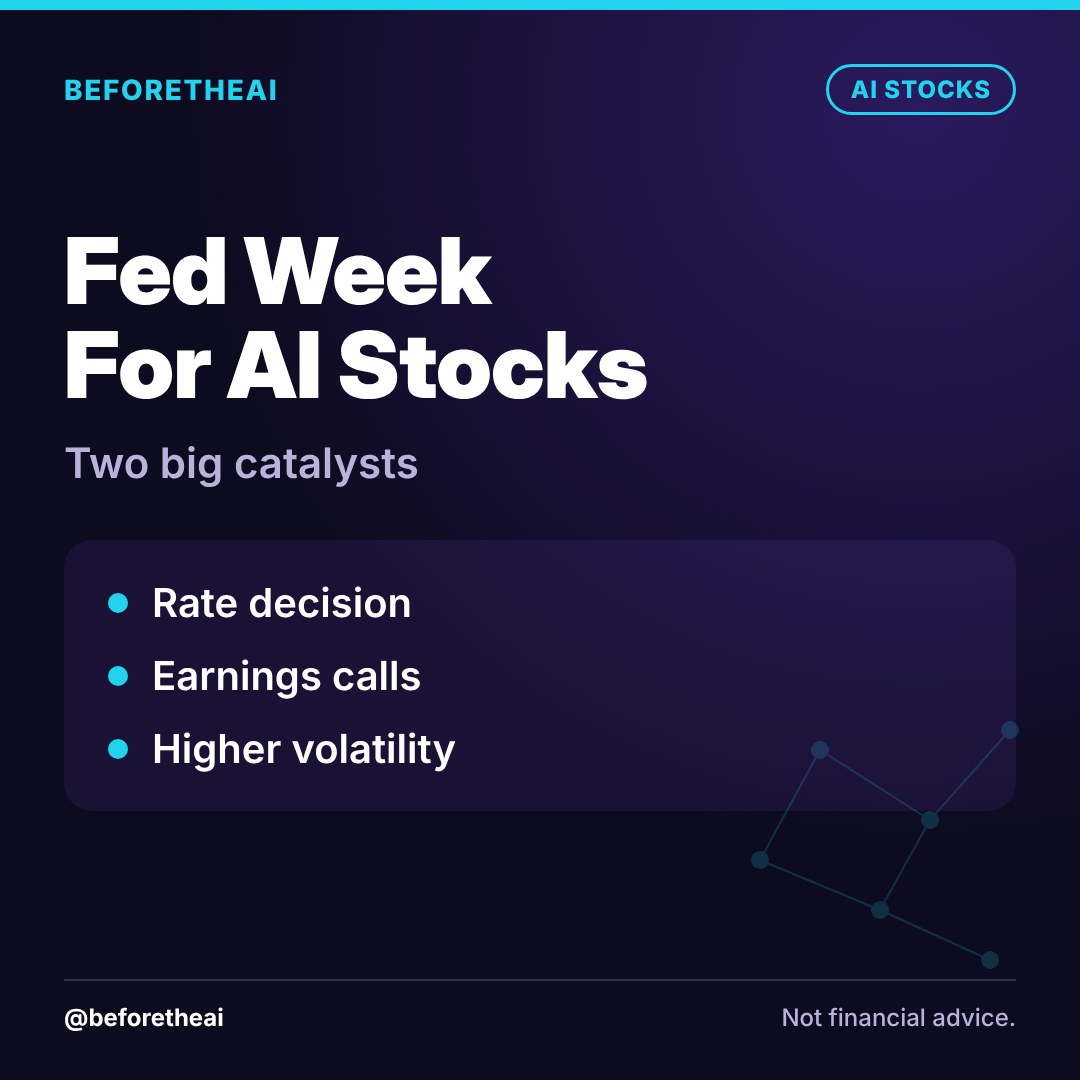 BEFORETHEAI
AI STOCKS
Fed Week
For AI Stocks
Two big catalysts
Rate decision
Earnings calls
Higher volatility
@beforetheai
Not financial advice.